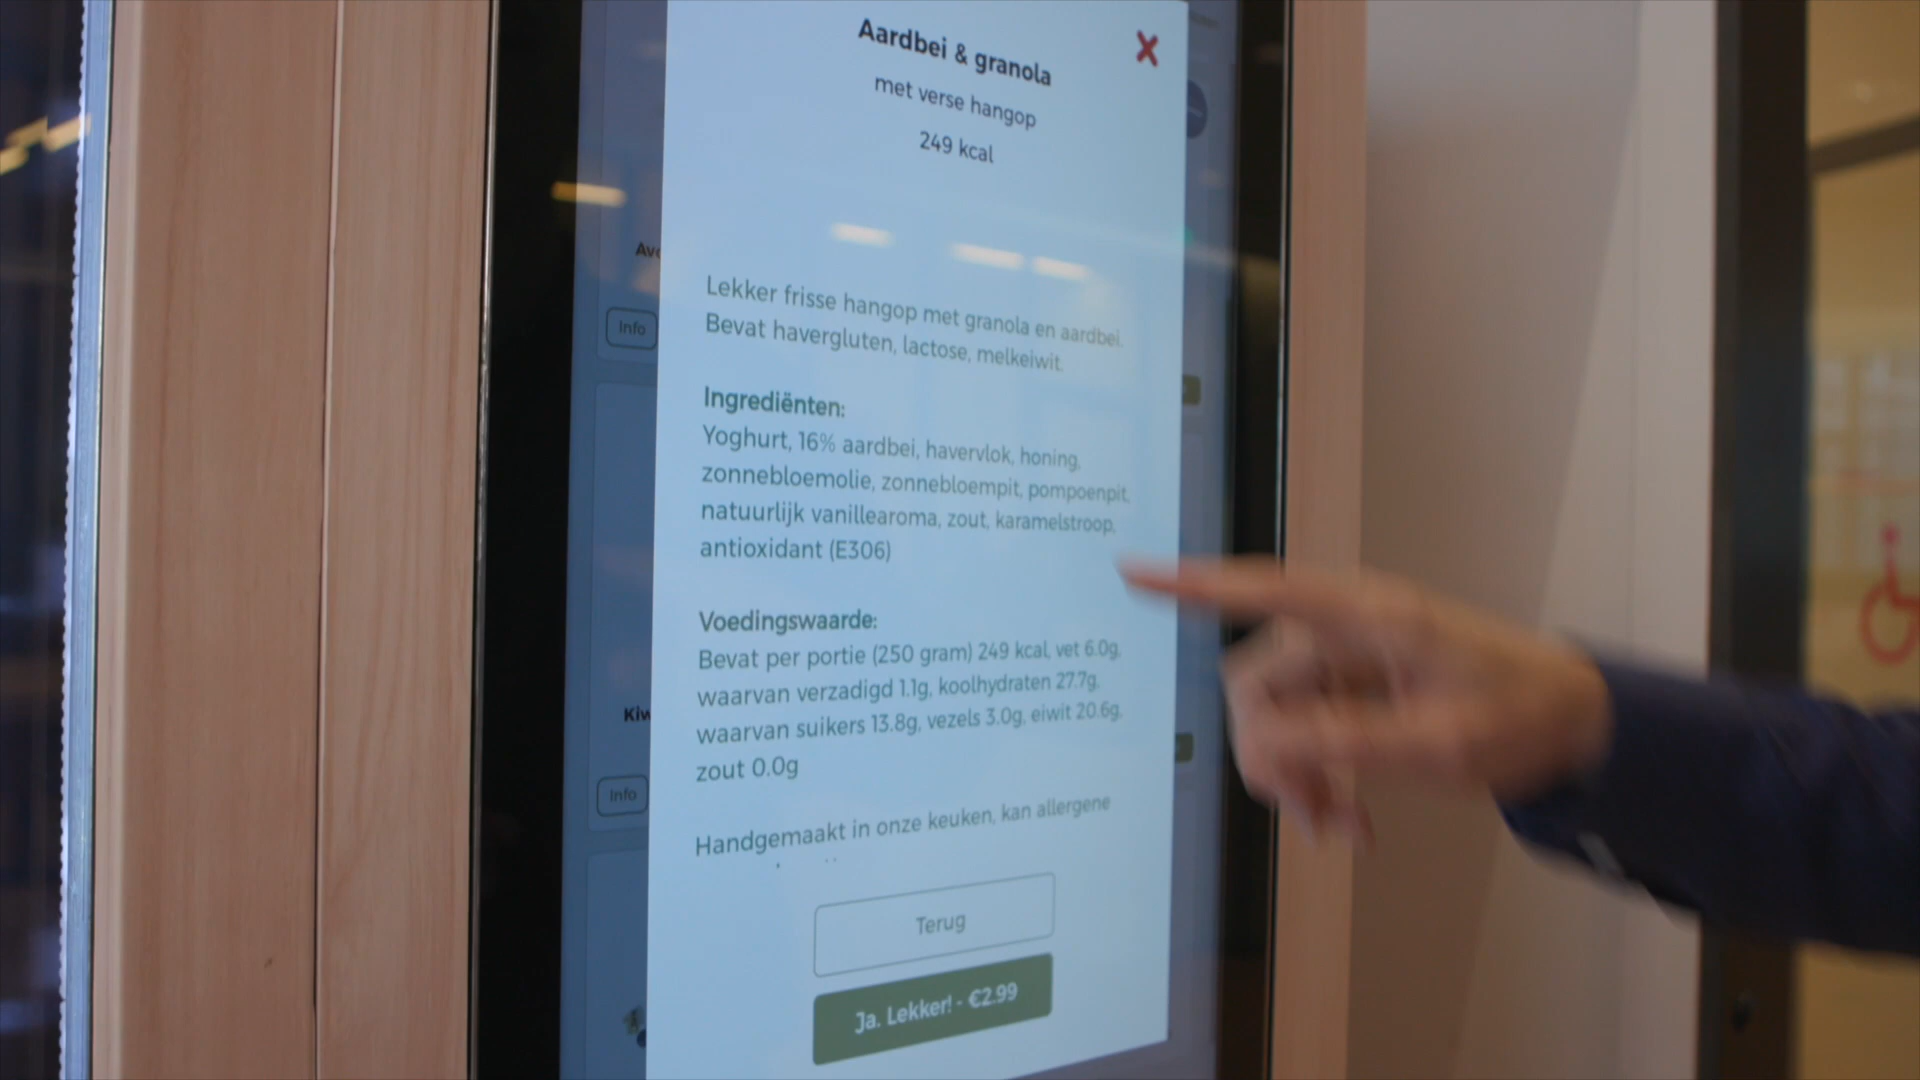 Aardbei & granola
met verse hangop
249 kcal
Lekker frisse hangop met granola en aardbei.
Bevat havergluten, lactose, melkeiwit.
Ingrediënten:
Yoghurt, 16% aardbei, havervlok, honing,
zonnebloemolie, zonnebloempit, pompoenpit,
natuurlijk vanillearoma, zout, karamelstroop,
antioxidant (E306)
Voedingswaarde:
Bevat per portie (250 gram) 249 kcal, vet 6.0g,
waarvan verzadigd 1.1g, koolhydraten 27.7g,
waarvan suikers 13.8g, vezels 3.0g, eiwit 20.6g,
zout 0.0g
Handgemaakt in onze keuken, kan allergene
Terug
Ja. Lekker! - €2.99
Info
Info